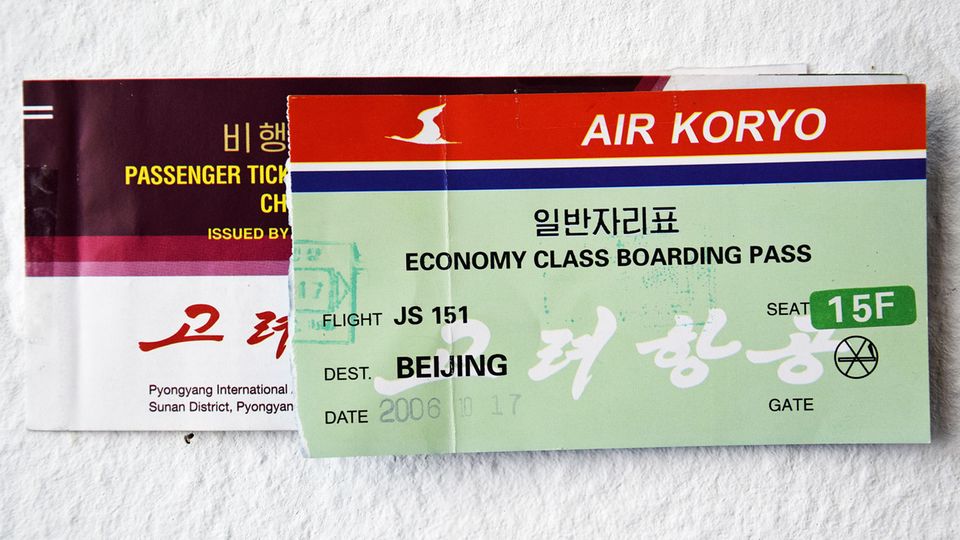 비행
PASSENGER TICK
CH
ISSUED BY
고려
Pyongyang International
Sunan District, Pyongyan
AIR KORYO
일반자리표
ECONOMY CLASS BOARDING PASS
17
FLIGHT JS 151
SEAT 15F
고려항공
DEST. BEIJING
DATE 2006 10 17
GATE